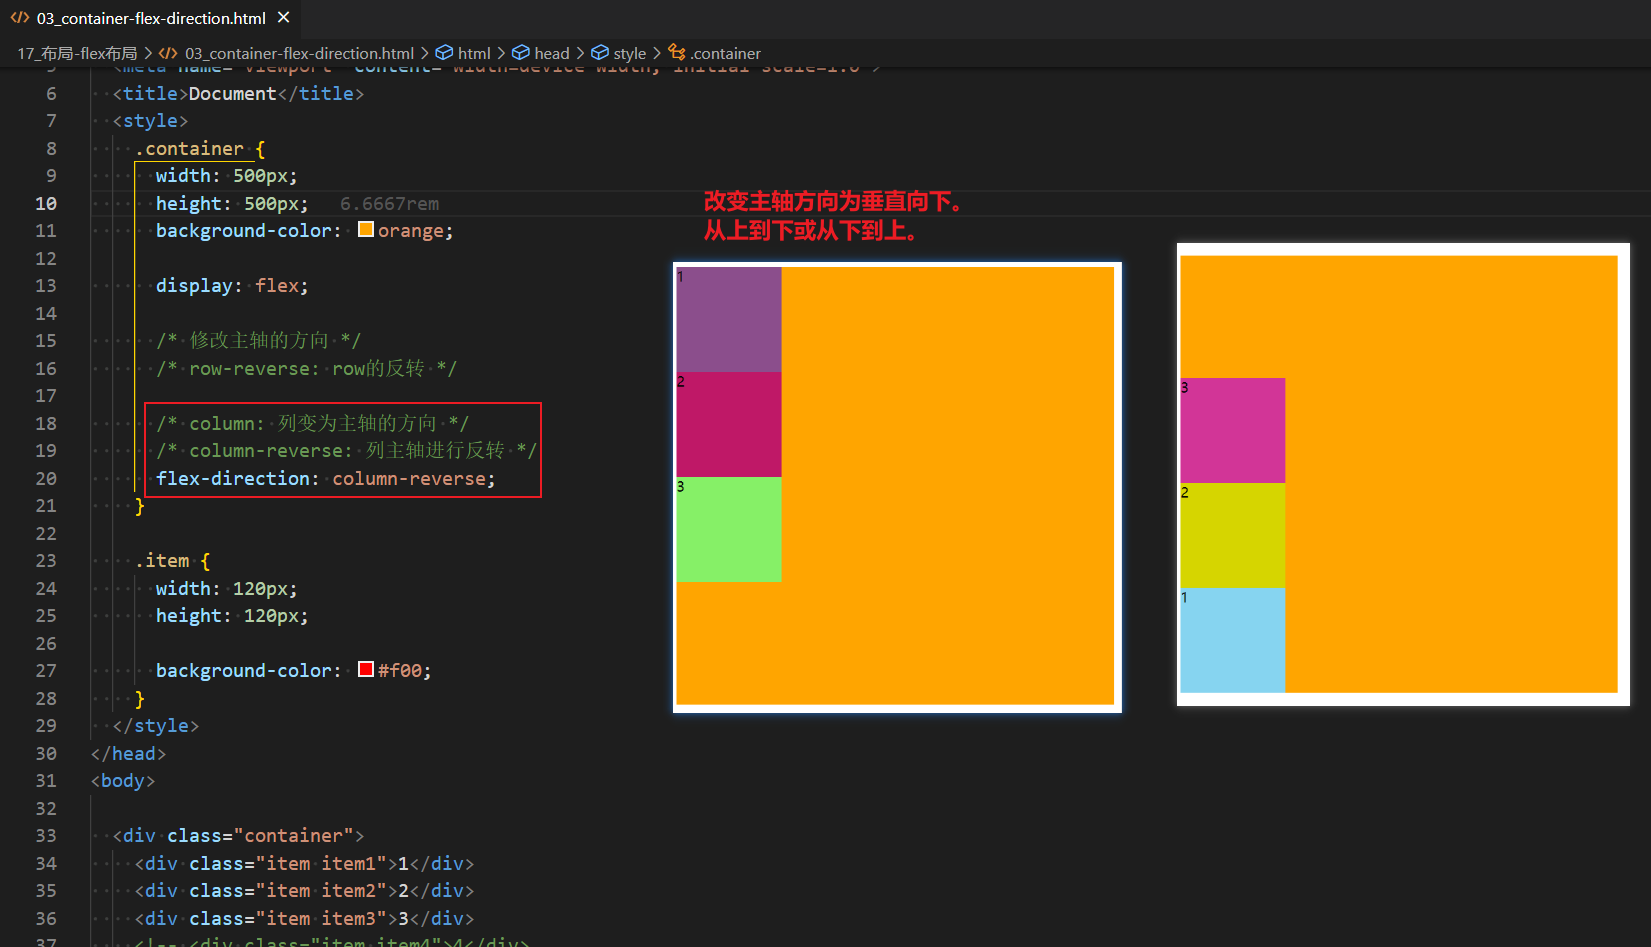 03_container-flex-direction.html
17_布局-flex布局 > 03_container-flex-direction.html > html > head > style > .container
5 <meta name="viewport" content="width=device-width, initial-scale=1.0">
6 <title>Document</title>
7 <style>
8 .container {
9 width: 500px;
10 height: 500px; 6.6667rem
11 background-color: orange;
12
13 display: flex;
14
15 /* 修改主轴的方向 */
16 /* row-reverse: row的反转 */
17
18 /* column: 列变为主轴的方向 */
19 /* column-reverse: 列主轴进行反转 */
20 flex-direction: column-reverse;
21 }
22
23 .item {
24 width: 120px;
25 height: 120px;
26
27 background-color: #f00;
28 }
29 </style>
30 </head>
31 <body>
32
33 <div class="container">
34 <div class="item item1">1</div>
35 <div class="item item2">2</div>
36 <div class="item item3">3</div>
37 <!-- <div class="item item4">4</div>
改变主轴方向为垂直向下。
从上到下或从下到上。
1
2
3
3
2
1